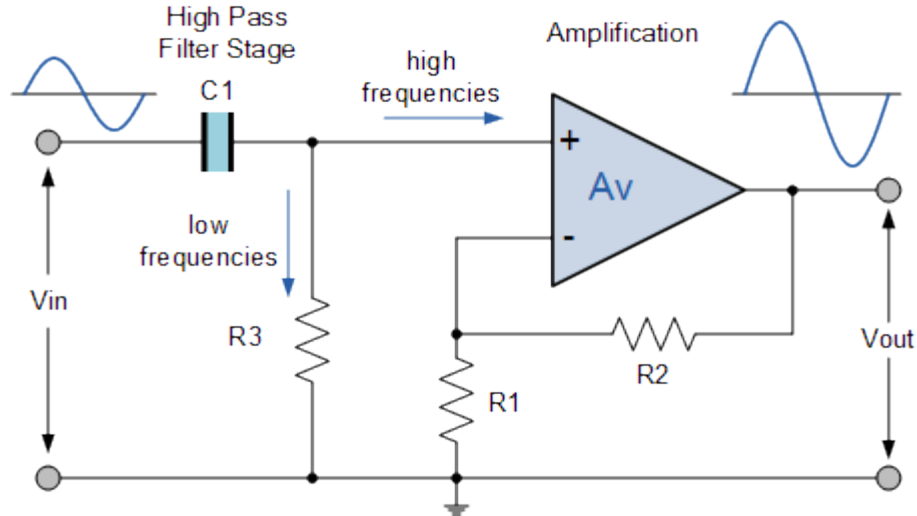 High Pass
Filter Stage
C1
high
frequencies
Amplification
+
Av
-
low
frequencies
Vin
R3
R1
R2
Vout